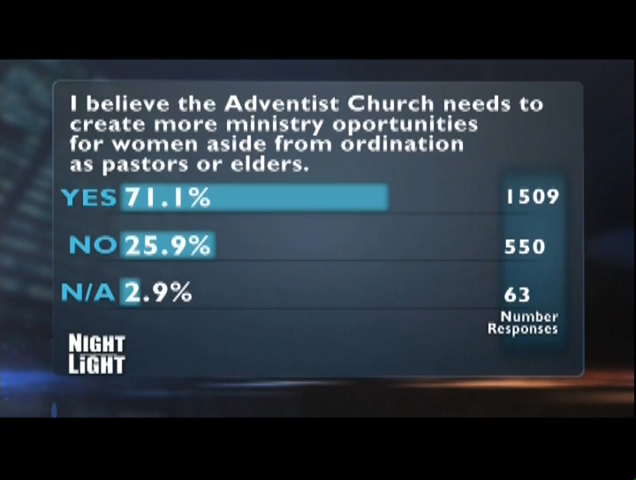 I believe the Adventist Church needs to
create more ministry oportunities
for women aside from ordination
as pastors or elders.
YES 71.1% 1509
NO 25.9% 550
N/A 2.9% 63
Number
Responses
NIGHT
LiGHT